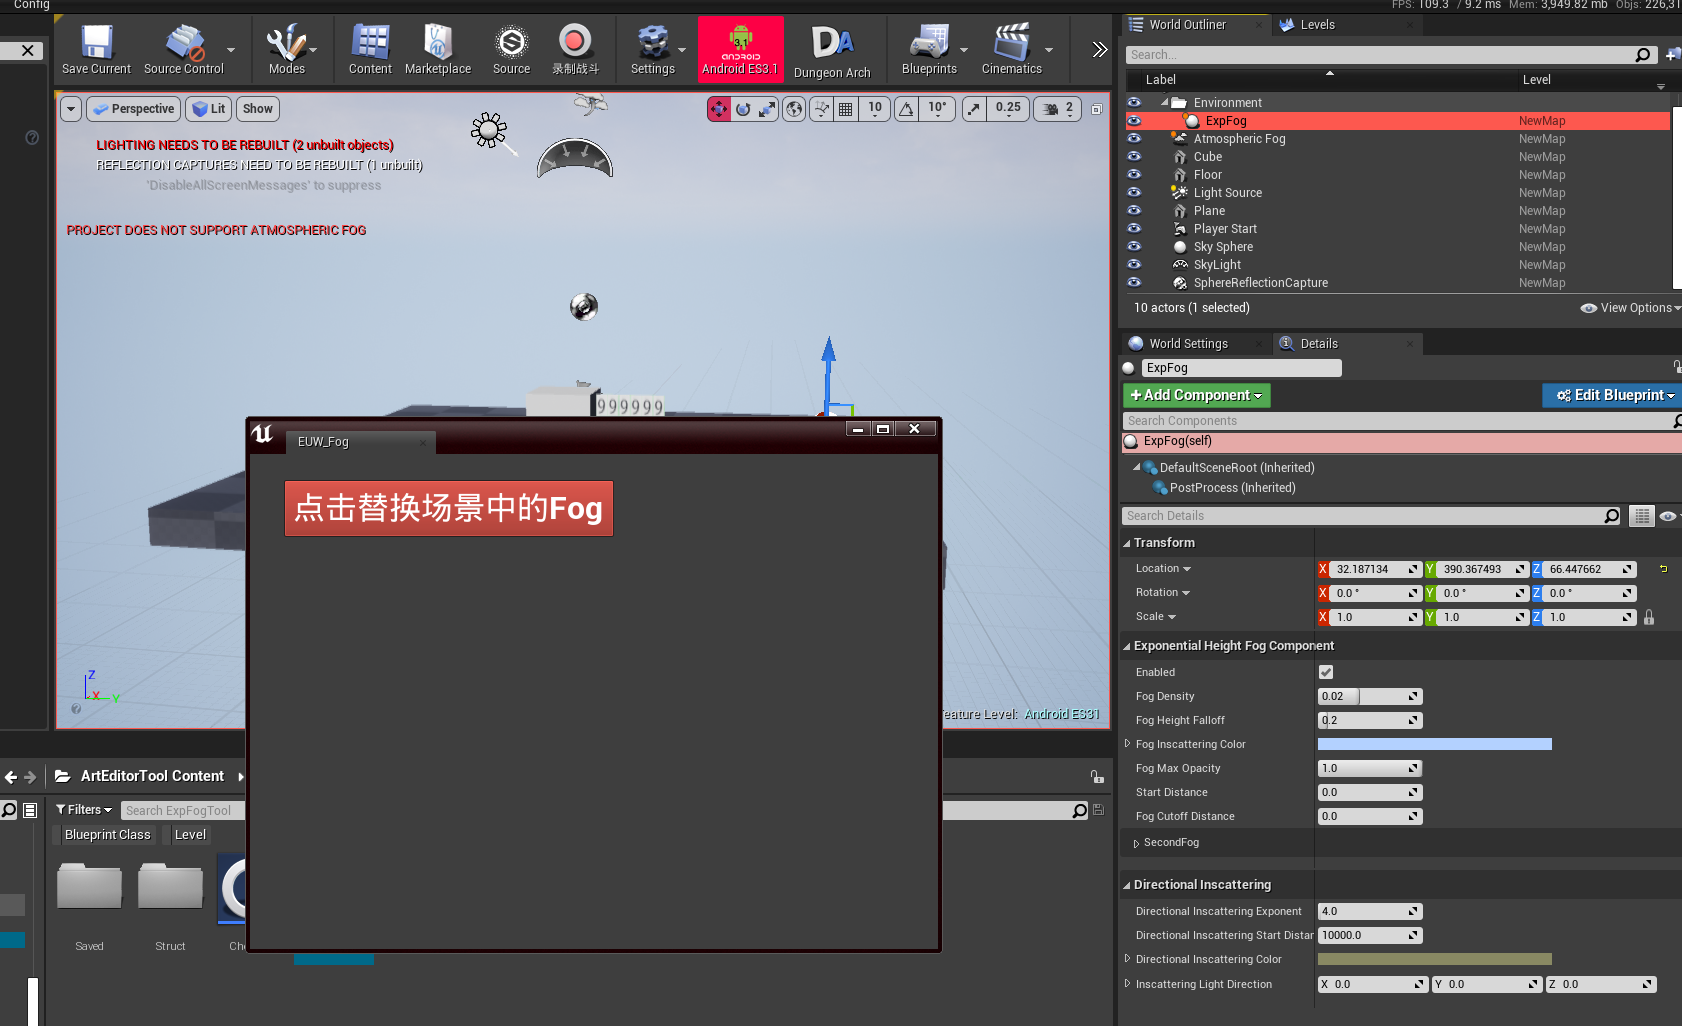 Config
FPS: 109.3 / 9.2 ms Mem: 3,949.82 mb Objs: 226,31
Save Current
Source Control
Modes
Content
Marketplace
Source
录制战斗
Settings
3.1
ANDROID
Android ES3.1
DA
Dungeon Arch
Blueprints
Cinematics
World Outliner
Levels
Search...
Label
Level
Environment
ExpFog NewMap
Atmospheric Fog NewMap
Cube NewMap
Floor NewMap
Light Source NewMap
Plane NewMap
Player Start NewMap
Sky Sphere NewMap
SkyLight NewMap
SphereReflectionCapture NewMap
10 actors (1 selected)
View Options
Perspective
Lit
Show
10
10°
0.25
2
LIGHTING NEEDS TO BE REBUILT (2 unbuilt objects)
REFLECTION CAPTURES NEED TO BE REBUILT (1 unbuilt)
'DisableAllScreenMessages' to suppress
PROJECT DOES NOT SUPPORT ATMOSPHERIC FOG
999999
EUW_Fog
点击替换场景中的Fog
Z
X
Y
eature Level: Android ES31
World Settings
Details
ExpFog
+Add Component
Edit Blueprint
Search Components
ExpFog(self)
DefaultSceneRoot (Inherited)
PostProcess (Inherited)
Search Details
Transform
Location X 32.187134 Y 390.367493 Z 66.447662
Rotation X 0.0 ° Y 0.0 ° Z 0.0 °
Scale X 1.0 Y 1.0 Z 1.0
Exponential Height Fog Component
Enabled
Fog Density 0.02
Fog Height Falloff 0.2
Fog Inscattering Color
Fog Max Opacity 1.0
Start Distance 0.0
Fog Cutoff Distance 0.0
SecondFog
Directional Inscattering
Directional Inscattering Exponent 4.0
Directional Inscattering Start Distar 10000.0
Directional Inscattering Color
Inscattering Light Direction X 0.0 Y 0.0 Z 0.0
ArtEditorTool Content
Filters
Search ExpFogTool
Blueprint Class
Level
Saved
Struct
Che